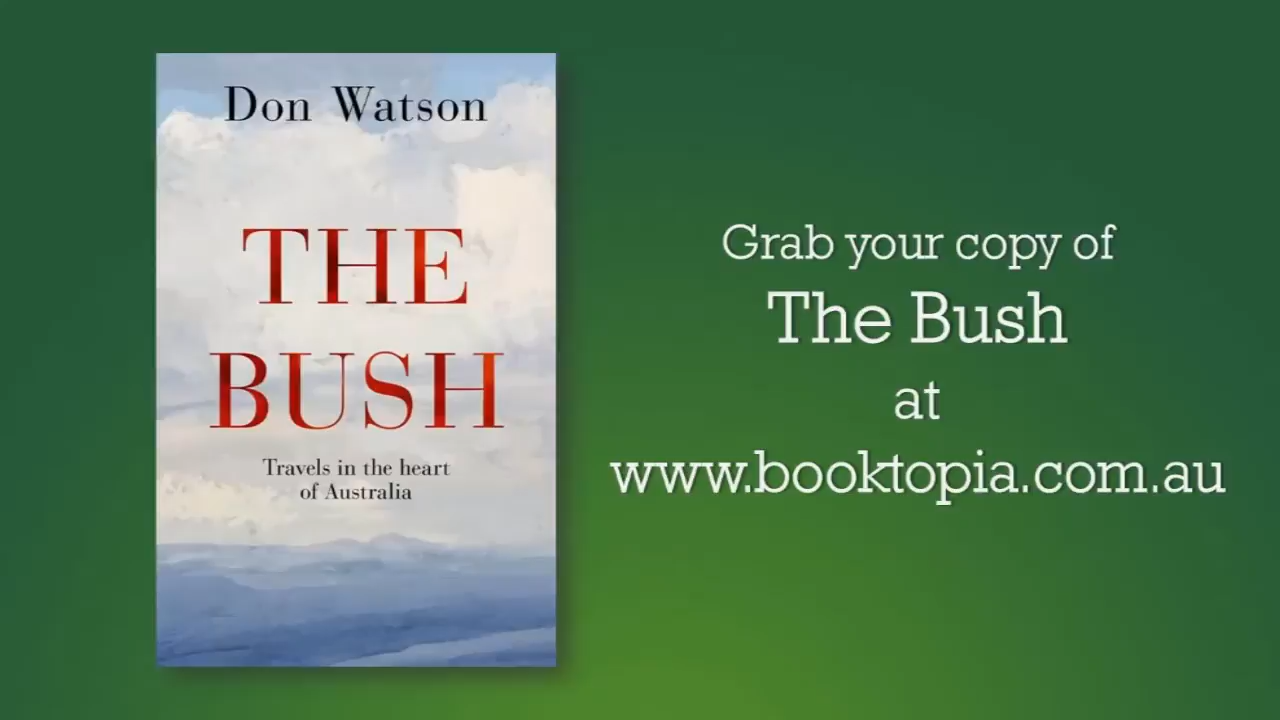 Don Watson
THE
BUSH
Travels in the heart
of Australia
Grab your copy of
The Bush
at
www.booktopia.com.au